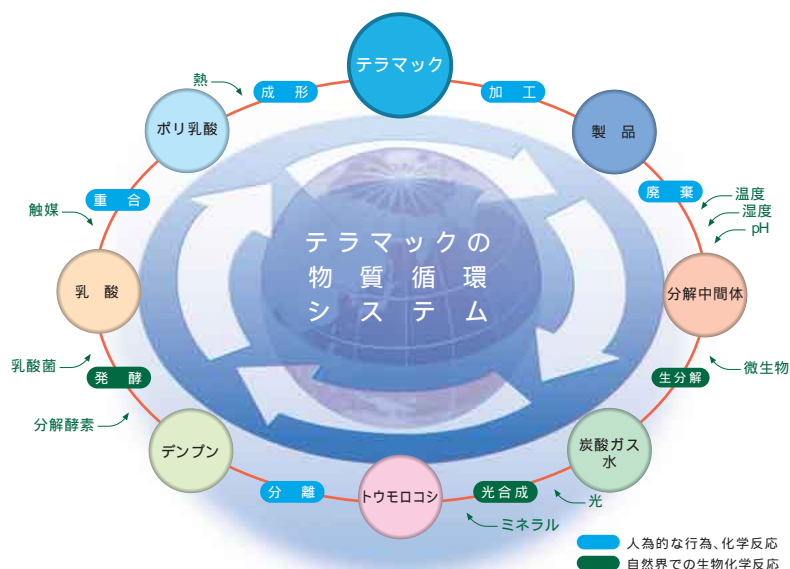 テラマック
加 工
製 品
廃 棄
温度
湿度
pH
分解中間体
微生物
生分解
炭酸ガス
水
光
光合成
ミネラル
トウモロコシ
分 離
デンプン
分解酵素
発 酵
乳酸菌
乳 酸
触媒
重 合
ポリ乳酸
熱
成 形
テラマックの
物質循環
システム
人為的な行為、化学反応
自然界での生物化学反応